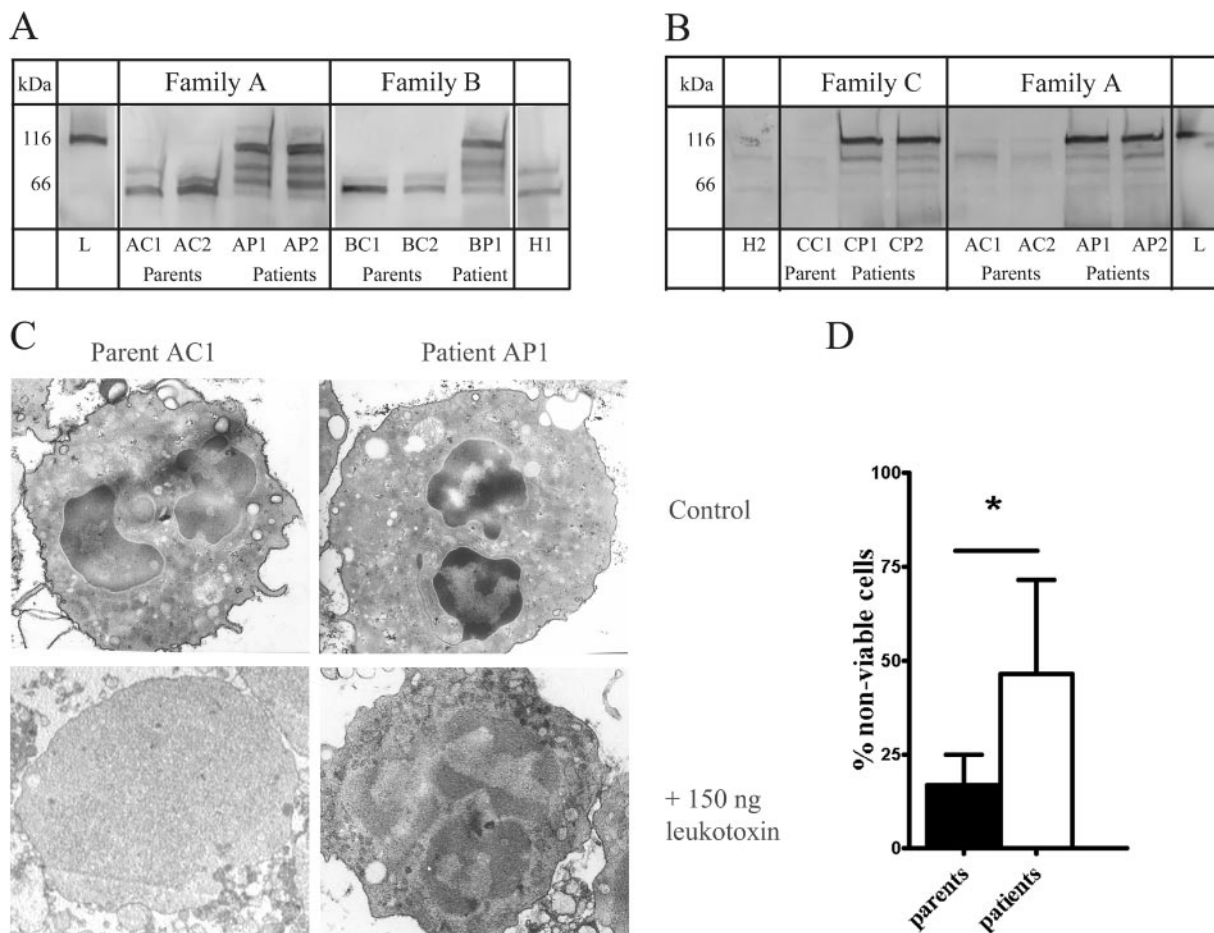 A
kDa Family A Family B
116
66
L AC1 AC2 AP1 AP2 BC1 BC2 BP1 H1
Parents Patients Parents Patient
B
kDa Family C Family A
116
66
H2 CC1 CP1 CP2 AC1 AC2 AP1 AP2 L
Parent Patients Parents Patients
C
Parent AC1 Patient AP1
Control
+ 150 ng
leukotoxin
D
% non-viable cells
100
75
50
25
0
*
parents
patients